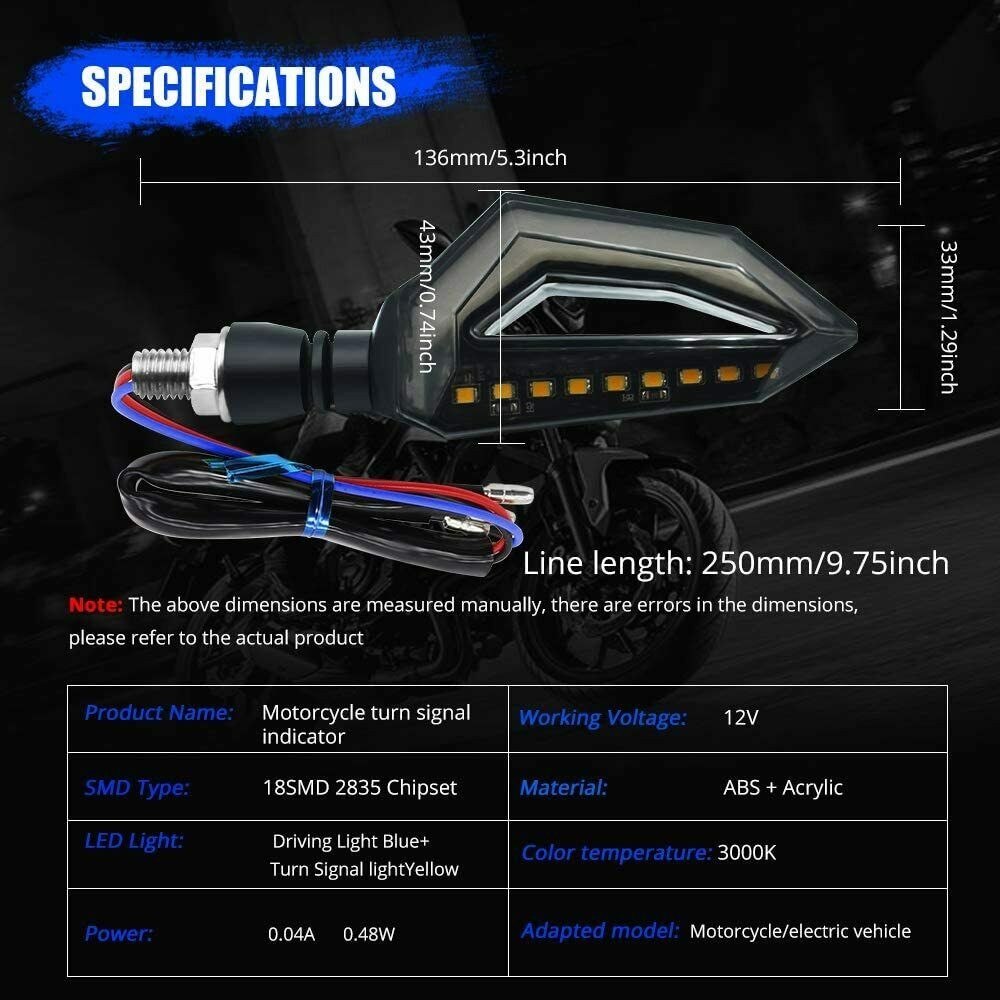 SPECIFICATIONS
136mm/5.3inch
43mm/0.74inch
33mm/1.29inch
Line length: 250mm/9.75inch
Note: The above dimensions are measured manually, there are errors in the dimensions,
please refer to the actual product
Product Name: Motorcycle turn signal
indicator
Working Voltage: 12V
SMD Type: 18SMD 2835 Chipset
Material: ABS + Acrylic
LED Light: Driving Light Blue+
Turn Signal lightYellow
Color temperature: 3000K
Power: 0.04A 0.48W
Adapted model: Motorcycle/electric vehicle